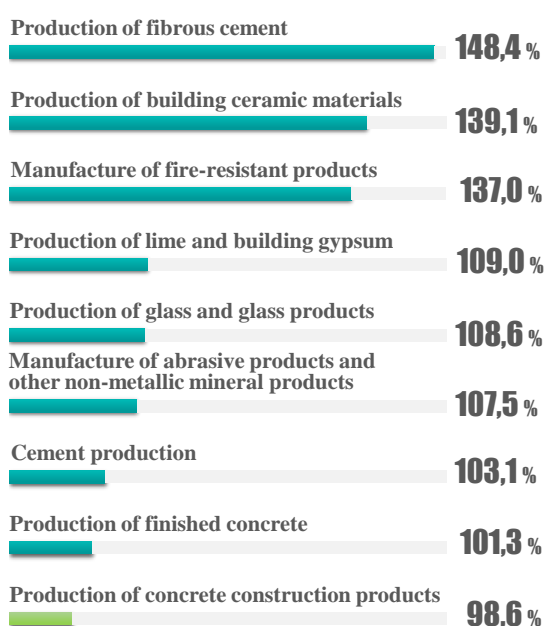 Production of fibrous cement
148,4 %
Production of building ceramic materials
139,1 %
Manufacture of fire-resistant products
137,0 %
Production of lime and building gypsum
109,0 %
Production of glass and glass products
108,6 %
Manufacture of abrasive products and
other non-metallic mineral products
107,5 %
Cement production
103,1 %
Production of finished concrete
101,3 %
Production of concrete construction products
98,6 %